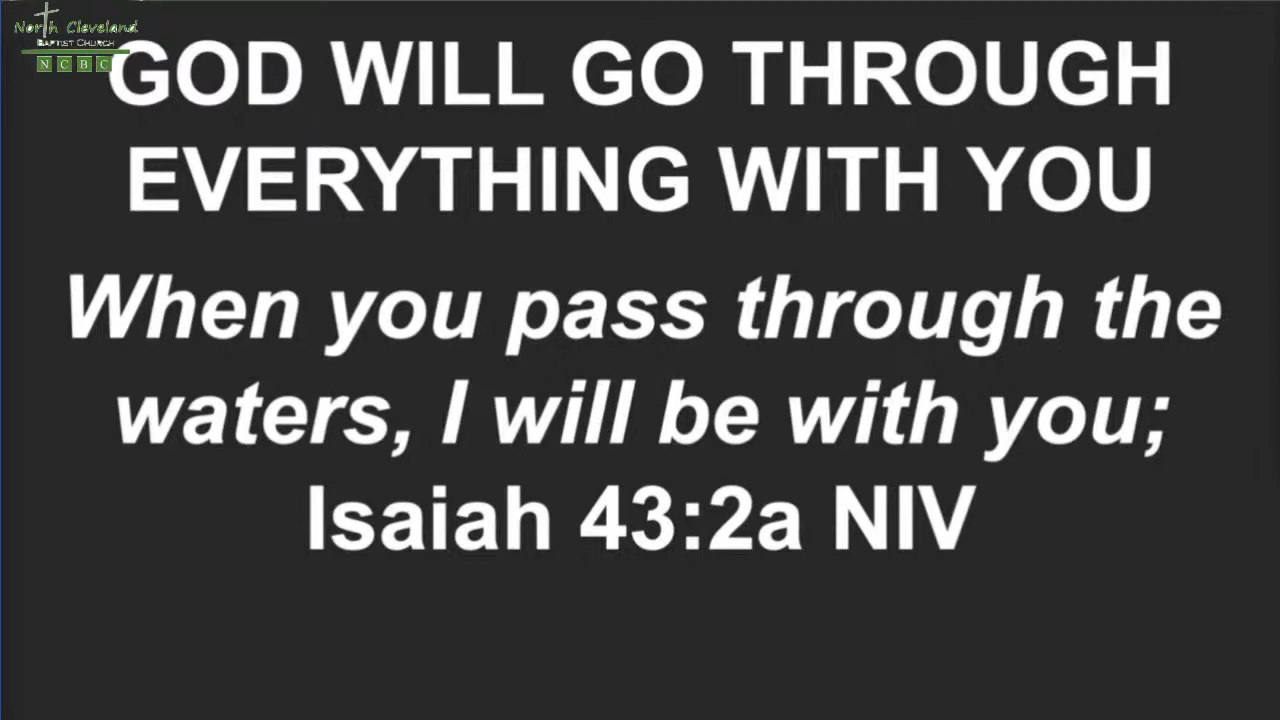 North Cleveland
BAPTIST CHURCH
N C B C
GOD WILL GO THROUGH
EVERYTHING WITH YOU
When you pass through the
waters, I will be with you;
Isaiah 43:2a NIV